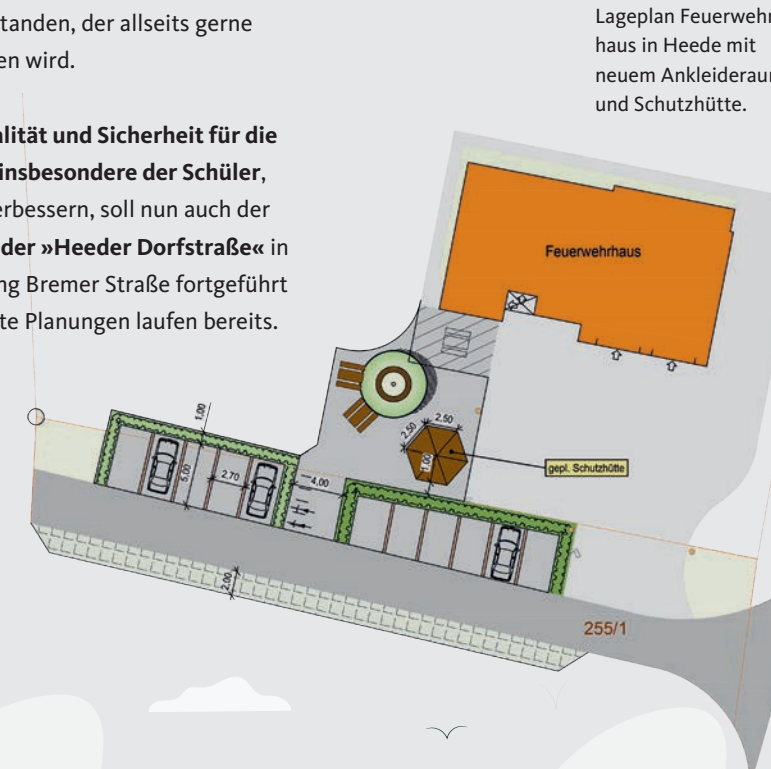 tanden, der allseits gerne
en wird.
alität und Sicherheit für die
insbesondere der Schüler,
erbessern, soll nun auch der
der »Heeder Dorfstraße« in
ng Bremer Straße fortgeführt
te Planungen laufen bereits.
Lageplan Feuerwehr
haus in Heede mit
neuem Ankleiderau
und Schutzhütte.
Feuerwehrhaus
1,00
2,50
2,50
1,00
gepl. Schutzhütte
5,00
2,70
4,00
2,00
255/1